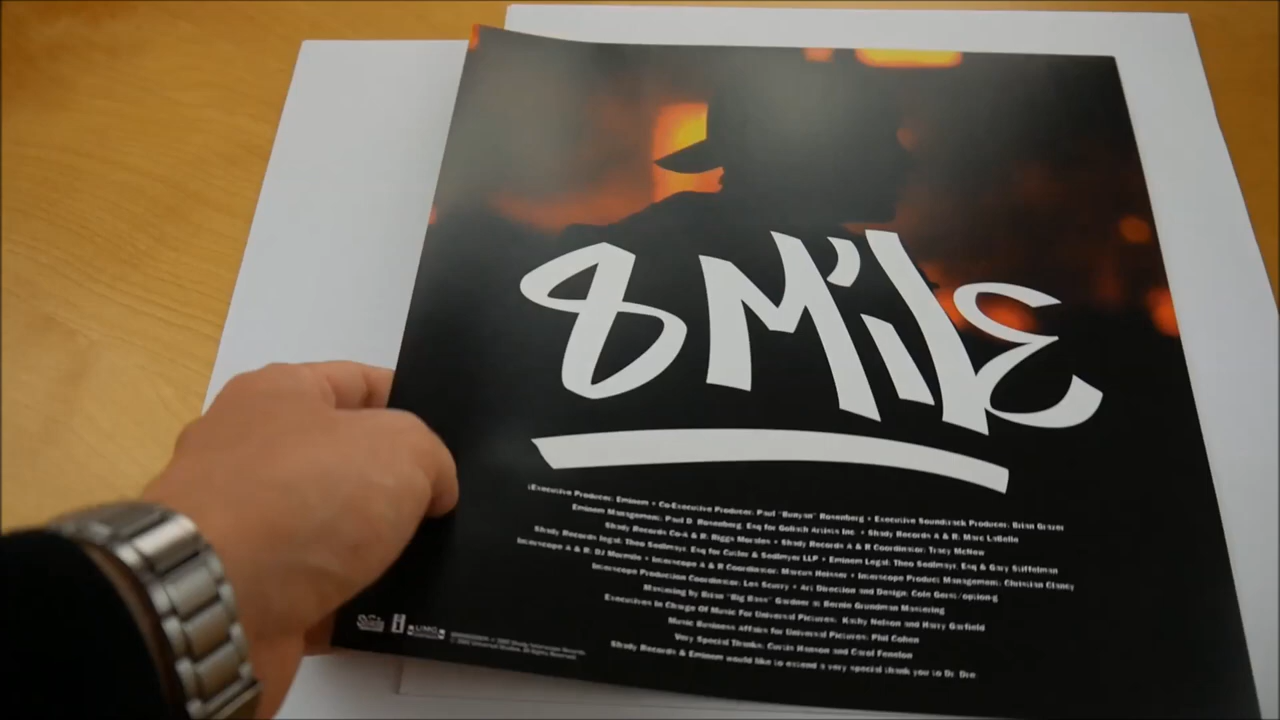 8 Mile
Executive Producer: Eminem • Co-Executive Producer: Paul "Bunyan" Rosenberg • Executive Soundtrack Producer: Brian Grazer
Eminem Management: Paul D. Rosenberg, Esq for Goliath Artists Inc • Shady Records A & R: Marc Labelle
Shady Records Co-A & R: Riggs Morales • Shady Records A & R Coordinator: Tracy McNew
Shady Records legal: Theo Sedlmayr, Esq for Cutler & Sedlmayr LLP • Eminem Legal: Theo Sedlmayr, Esq & Gary Stiffelman
Interscope A & R: DJ Mormile • Interscope A & R Coordinator: Marcus Heisser • Interscope Product Management: Christian Clancy
Interscope Production Coordinator: Les Scurry • Art Direction and Design: Cole Gerst/option-g
Mastering by Brian "Big Bass" Gardner at Bernie Grundman Mastering
Executives In Charge Of Music For Universal Pictures: Kathy Nelson and Harry Garfield
Music Business Affairs for Universal Pictures: Phil Cohen
Very Special Thanks: Curtis Hanson and Carol Fenelon
Shady Records & Eminem would like to extend a very special thank you to Dr. Dre